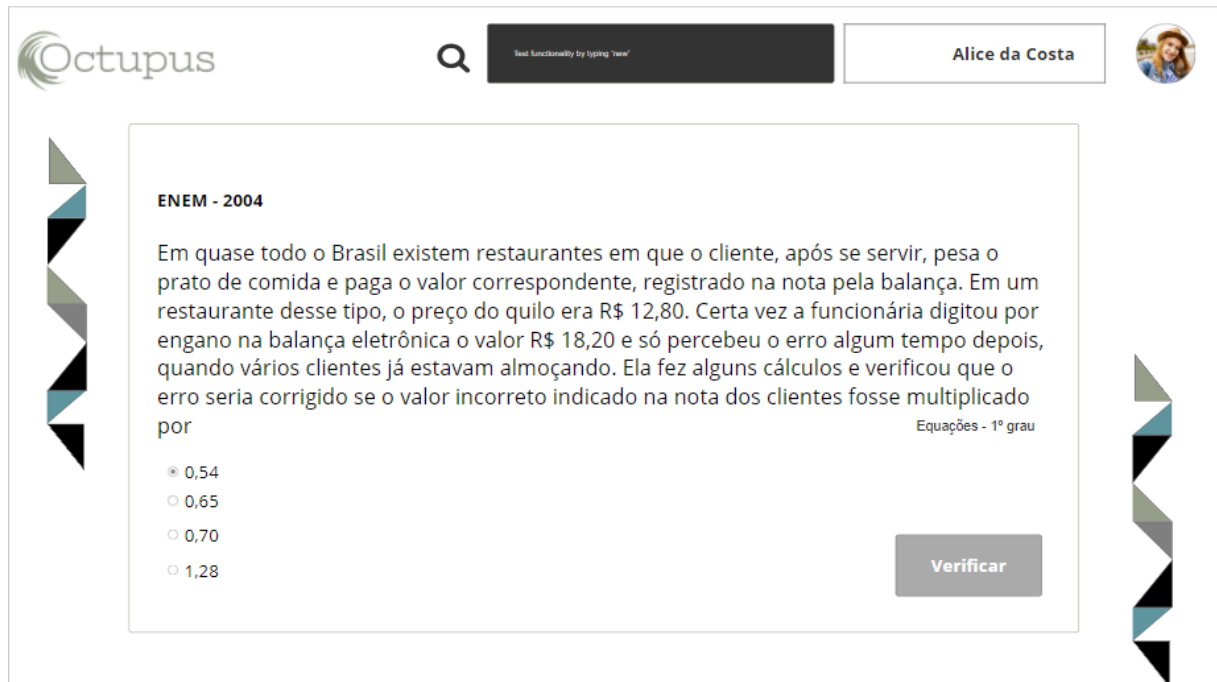 Octupus
Test functionality by typing 'new'
Alice da Costa
ENEM - 2004
Em quase todo o Brasil existem restaurantes em que o cliente, após se servir, pesa o
prato de comida e paga o valor correspondente, registrado na nota pela balança. Em um
restaurante desse tipo, o preço do quilo era R$ 12,80. Certa vez a funcionária digitou por
engano na balança eletrônica o valor R$ 18,20 e só percebeu o erro algum tempo depois,
quando vários clientes já estavam almoçando. Ela fez alguns cálculos e verificou que o
erro seria corrigido se o valor incorreto indicado na nota dos clientes fosse multiplicado
por
Equações - 1º grau
0,54
0,65
0,70
1,28
Verificar